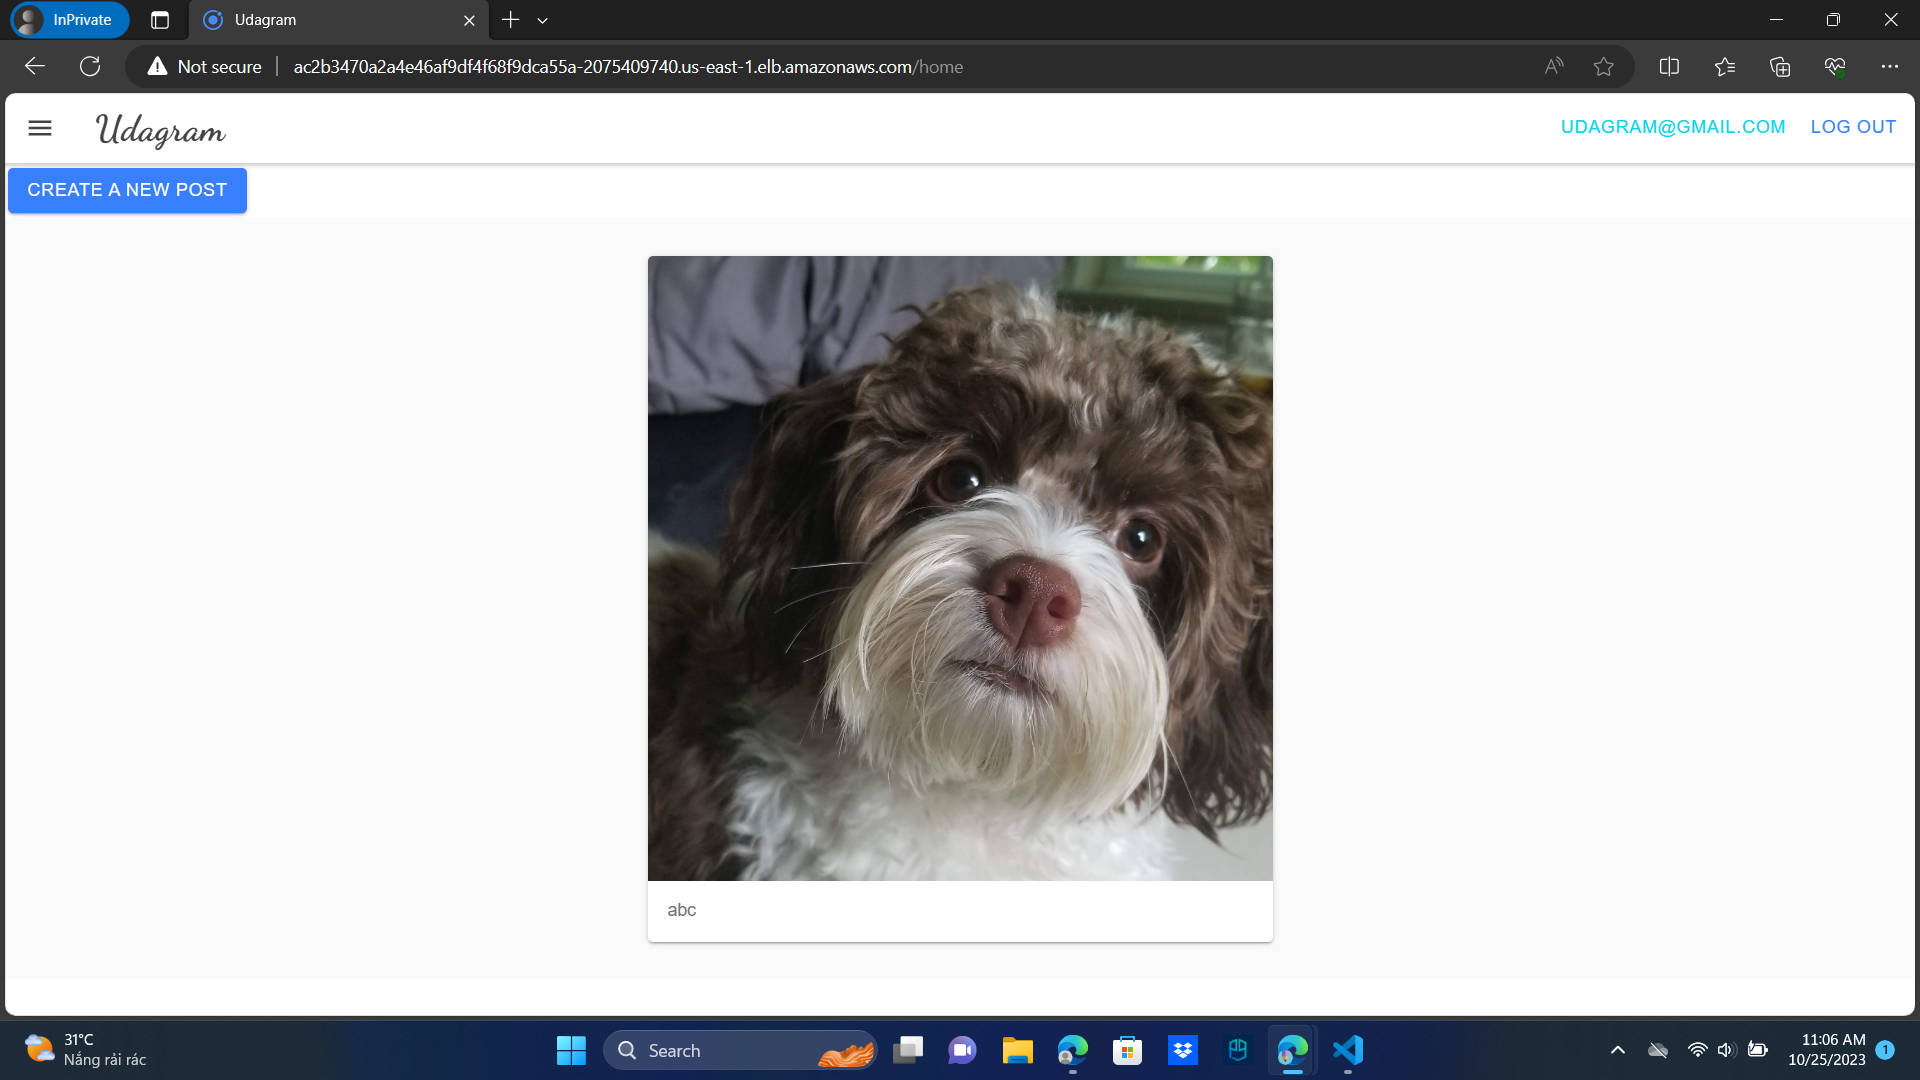 InPrivate
Udagram
Not secure
ac2b3470a2a4e46af9df4f68f9dca55a-2075409740.us-east-1.elb.amazonaws.com/home
Udagram
UDAGRAM@GMAIL.COM
LOG OUT
CREATE A NEW POST
abc
31°C
Nắng rải rác
Search
11:06 AM
10/25/2023
1